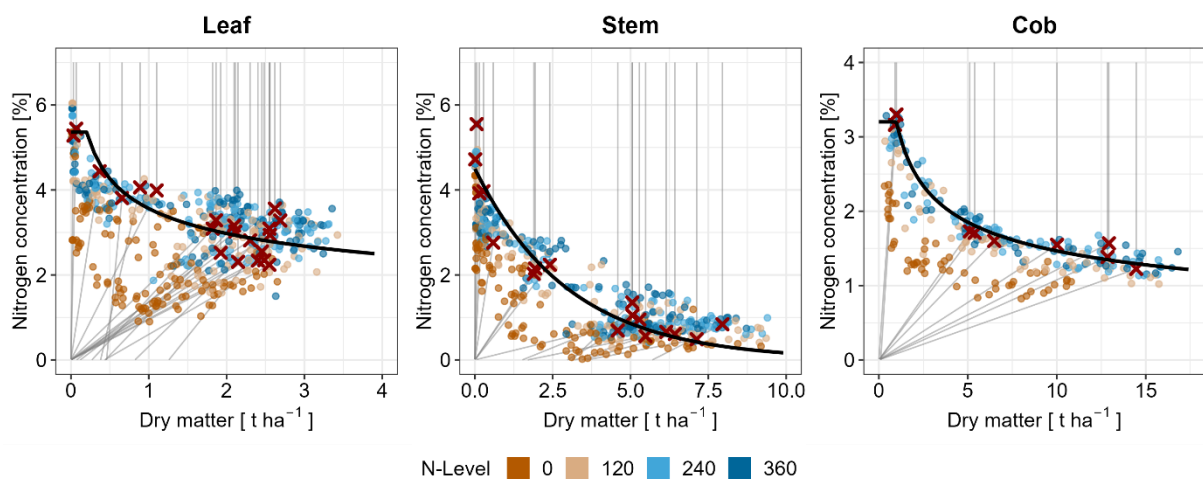 Leaf
Stem
Cob
Nitrogen concentration [%]
6
4
2
0
0
1
2
3
4
Dry matter [ t ha⁻¹ ]
Nitrogen concentration [%]
6
4
2
0
0.0
2.5
5.0
7.5
10.0
Dry matter [ t ha⁻¹ ]
Nitrogen concentration [%]
4
3
2
1
0
0
5
10
15
Dry matter [ t ha⁻¹ ]
N-Level 0 120 240 360